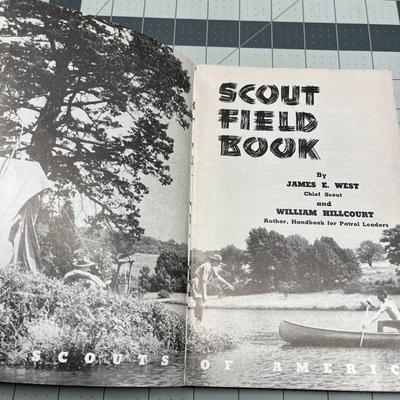 SCOUT
FIELD
BOOK
By
JAMES E. WEST
Chief Scout
and
WILLIAM HILLCOURT
Author, Handbook for Patrol Leaders
SCOUTS OF AMERIC